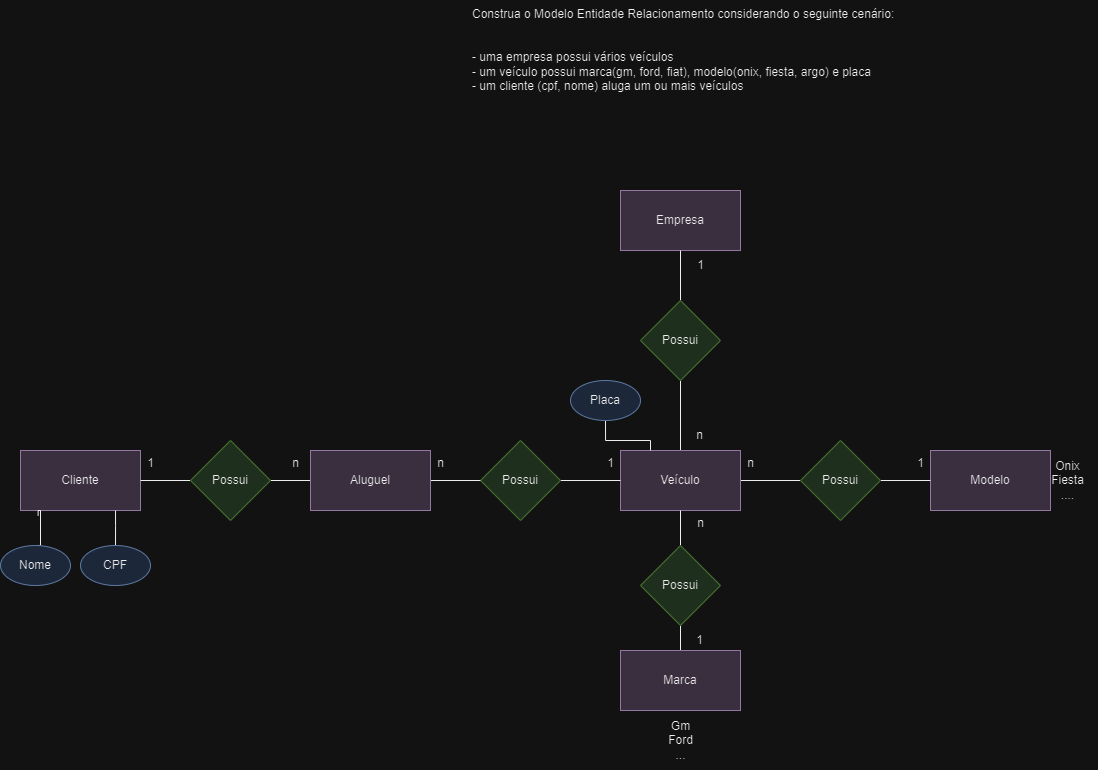 Construa o Modelo Entidade Relacionamento considerando o seguinte cenário:
- uma empresa possui vários veículos
- um veículo possui marca(gm, ford, fiat), modelo(onix, fiesta, argo) e placa
- um cliente (cpf, nome) aluga um ou mais veículos
Empresa
1
Possui
Placa
n
Cliente
1
Possui
n
Aluguel
n
Possui
1
Veículo
n
Possui
1
Modelo
Onix
Fiesta
....
n
Nome
CPF
Possui
1
Marca
Gm
Ford
...